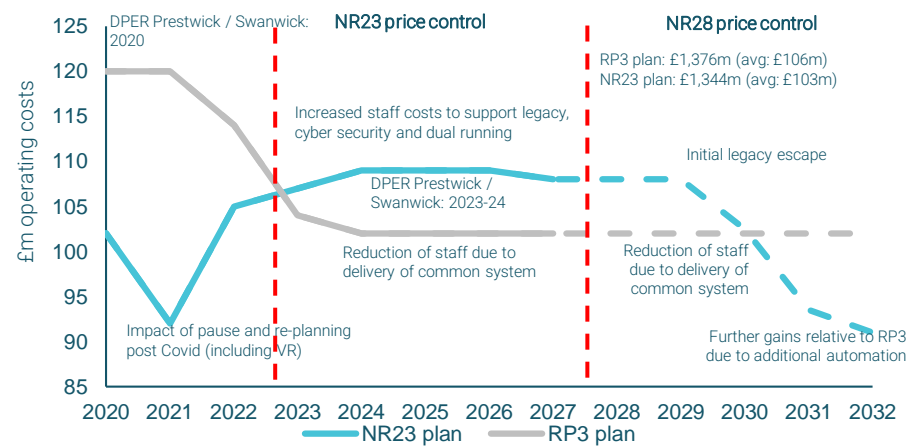 DPER Prestwick / Swanwick:
2020
NR23 price control
NR28 price control
RP3 plan: £1,376m (avg: £106m)
NR23 plan: £1,344m (avg: £103m)
Increased staff costs to support legacy,
cyber security and dual running
Initial legacy escape
DPER Prestwick /
Swanwick: 2023-24
Reduction of staff due to
delivery of common system
Reduction of staff
due to delivery of
common system
Impact of pause and re-planning
post Covid (including VR)
Further gains relative to RP3
due to additional automation
£m operating costs
125
120
115
110
105
100
95
90
85
2020 2021 2022 2023 2024 2025 2026 2027 2028 2029 2030 2031 2032
NR23 plan RP3 plan